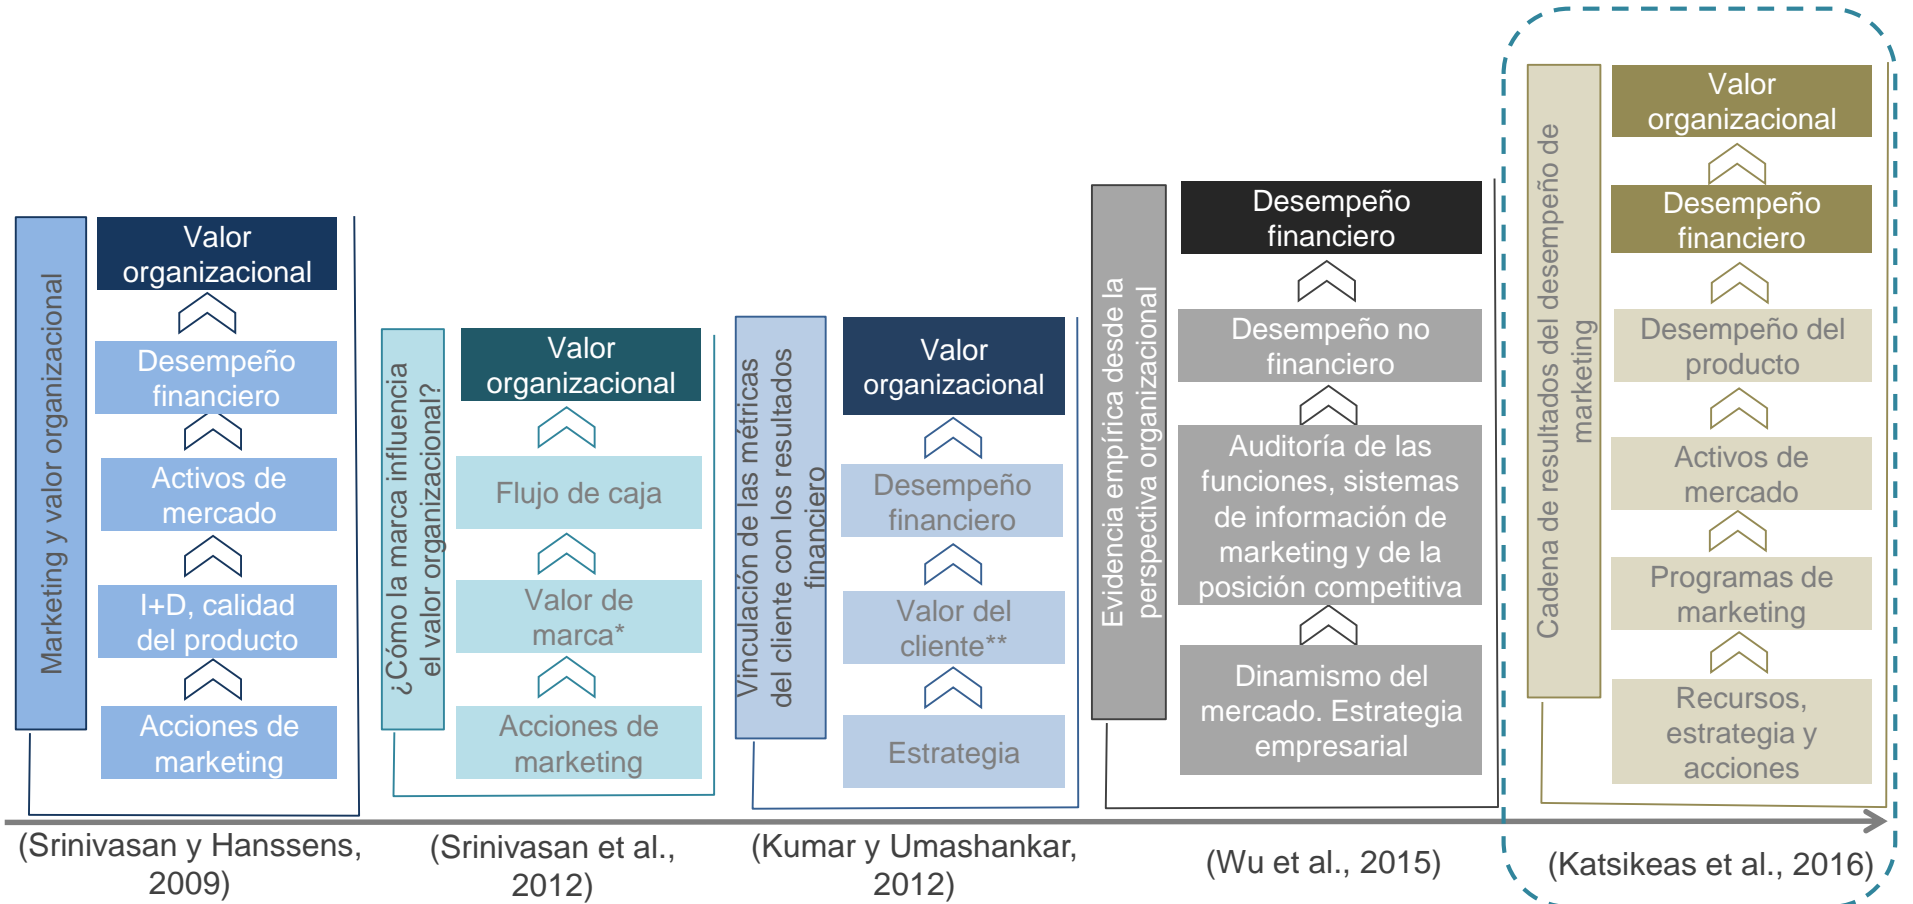 Marketing y valor organizacional
Valor
organizacional
Desempeño
financiero
Activos de
mercado
I+D, calidad
del producto
Acciones de
marketing
(Srinivasan y Hanssens,
2009)
¿Cómo la marca influencia
el valor organizacional?
Valor
organizacional
Flujo de caja
Valor de
marca*
Acciones de
marketing
(Srinivasan et al.,
2012)
Vinculación de las métricas
del cliente con los resultados
financiero
Valor
organizacional
Desempeño
financiero
Valor del
cliente**
Estrategia
(Kumar y Umashankar,
2012)
Evidencia empírica desde la
perspectiva organizacional
Desempeño
financiero
Desempeño no
financiero
Auditoría de las
funciones, sistemas
de información de
marketing y de la
posición competitiva
Dinamismo del
mercado. Estrategia
empresarial
(Wu et al., 2015)
Cadena de resultados del desempeño de
marketing
Valor
organizacional
Desempeño
financiero
Desempeño del
producto
Activos de
mercado
Programas de
marketing
Recursos,
estrategia y
acciones
(Katsikeas et al., 2016)